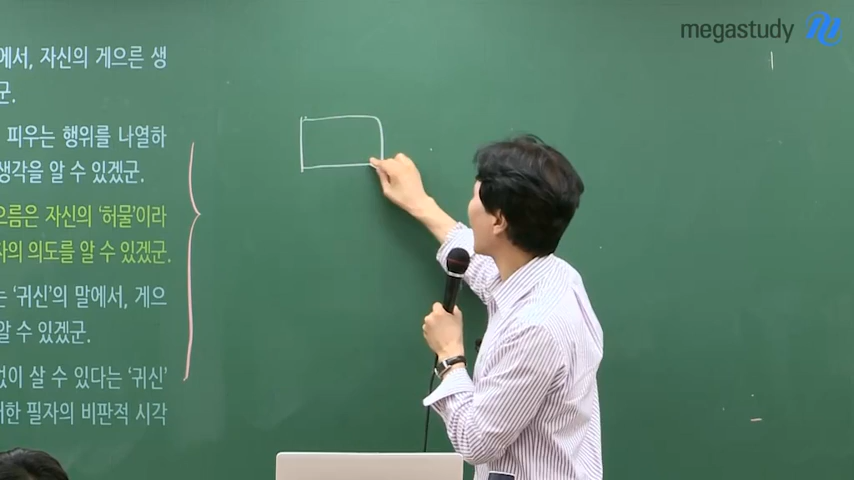 megastudy
에서, 자신의 게으른 생
군.
피우는 행위를 나열하
생각을 알 수 있겠군.
으름은 자신의 '허물'이라
자의 의도를 알 수 있겠군.
는 '귀신'의 말에서, 게으
알 수 있겠군.
없이 살 수 있다는 '귀신'
대한 필자의 비판적 시각